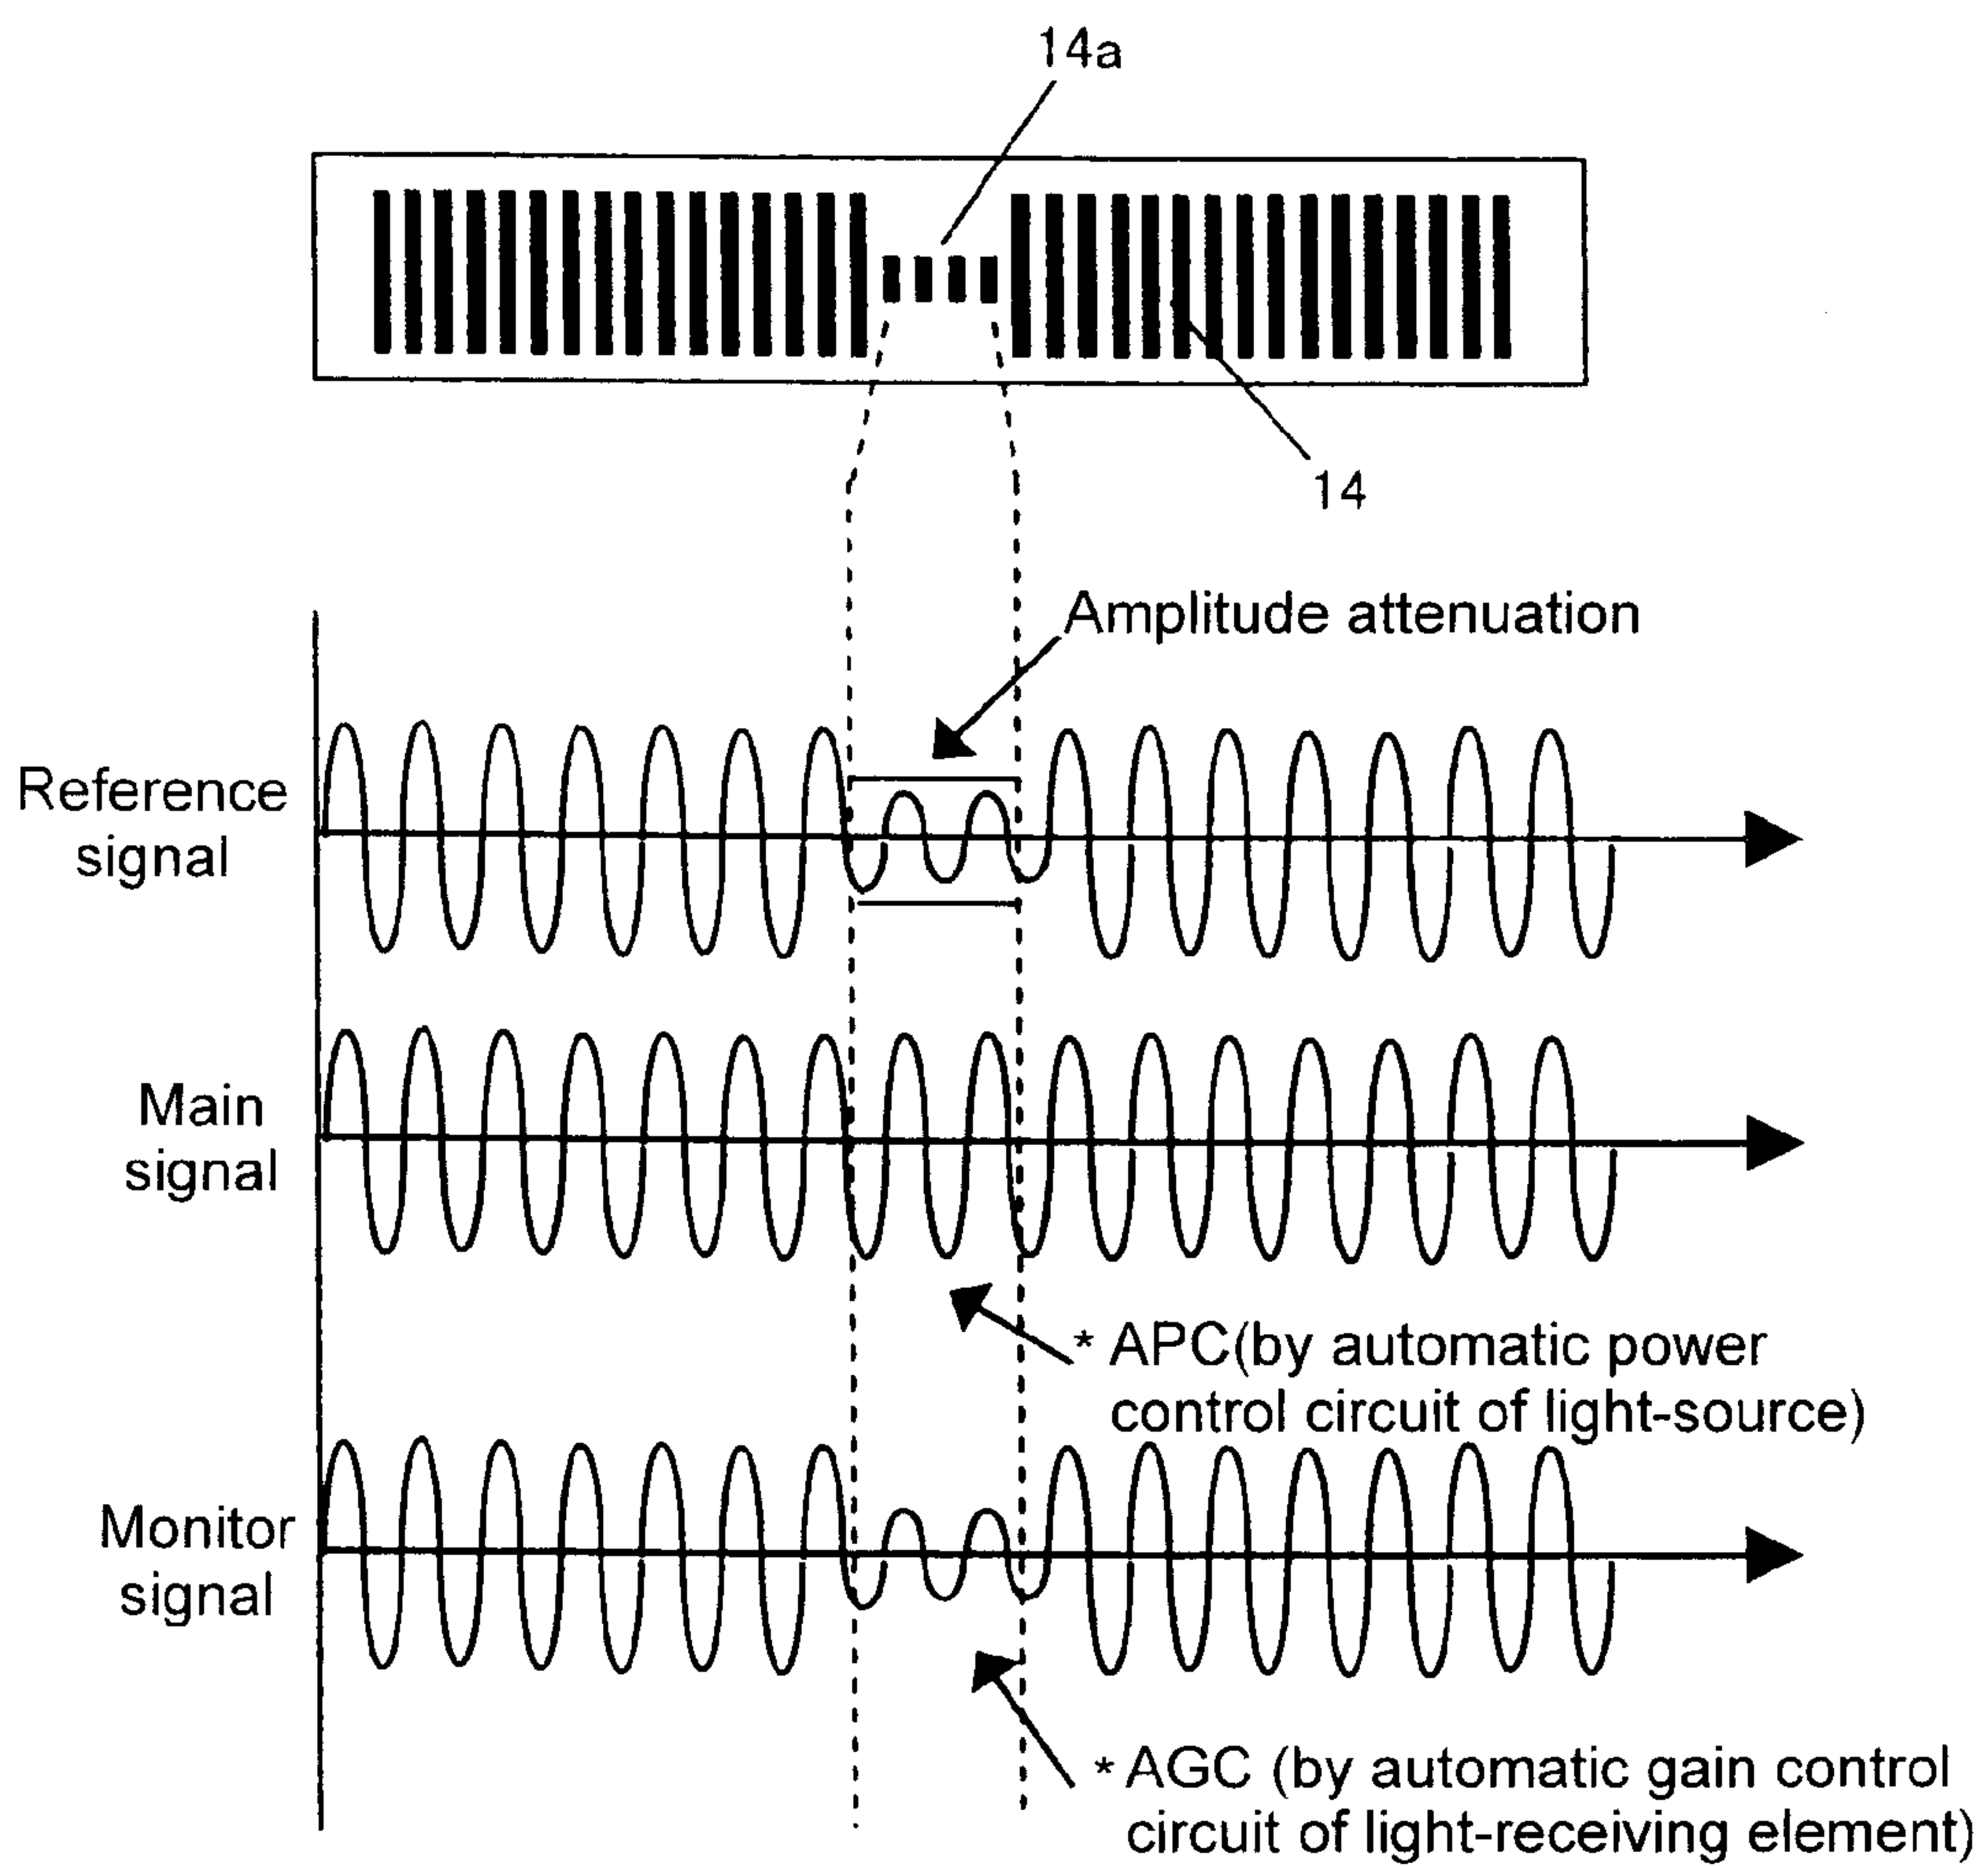 14a
14
Amplitude attenuation
Reference
signal
Main
signal
* APC(by automatic power
control circuit of light-source)
Monitor
signal
* AGC (by automatic gain control
circuit of light-receiving element)